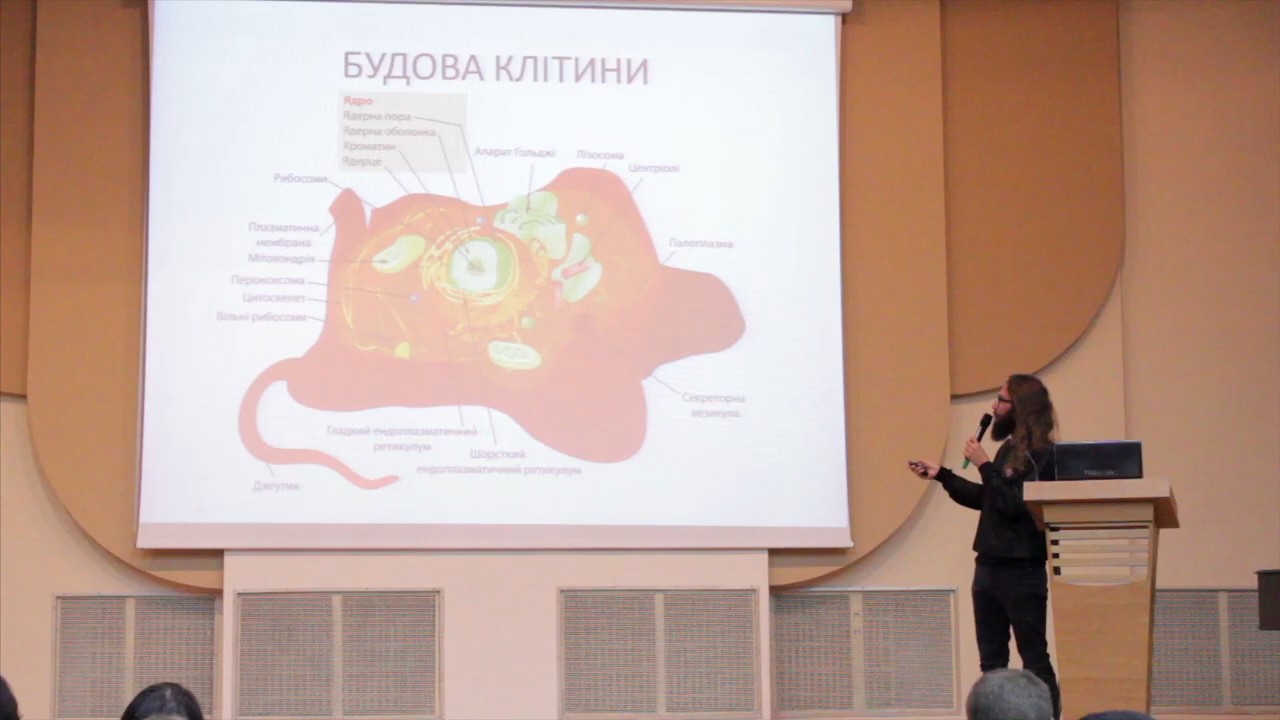 БУДОВА КЛІТИНИ
Ядро
Ядерна пора
Ядерна оболонка
Хроматин
Ядерце
Апарат Гольджі
Лізосома
Центріолі
Рибосоми
Плазматична
мембрана
Мітохондрія
Гіалоплазма
Пероксисома
Цитоскелет
Вільні рибосоми
Секреторна
везикула
Гладкий ендоплазматичний
ретикулум
Шорсткий
ендоплазматичний ретикулум
Джгутик
TOSHIBA